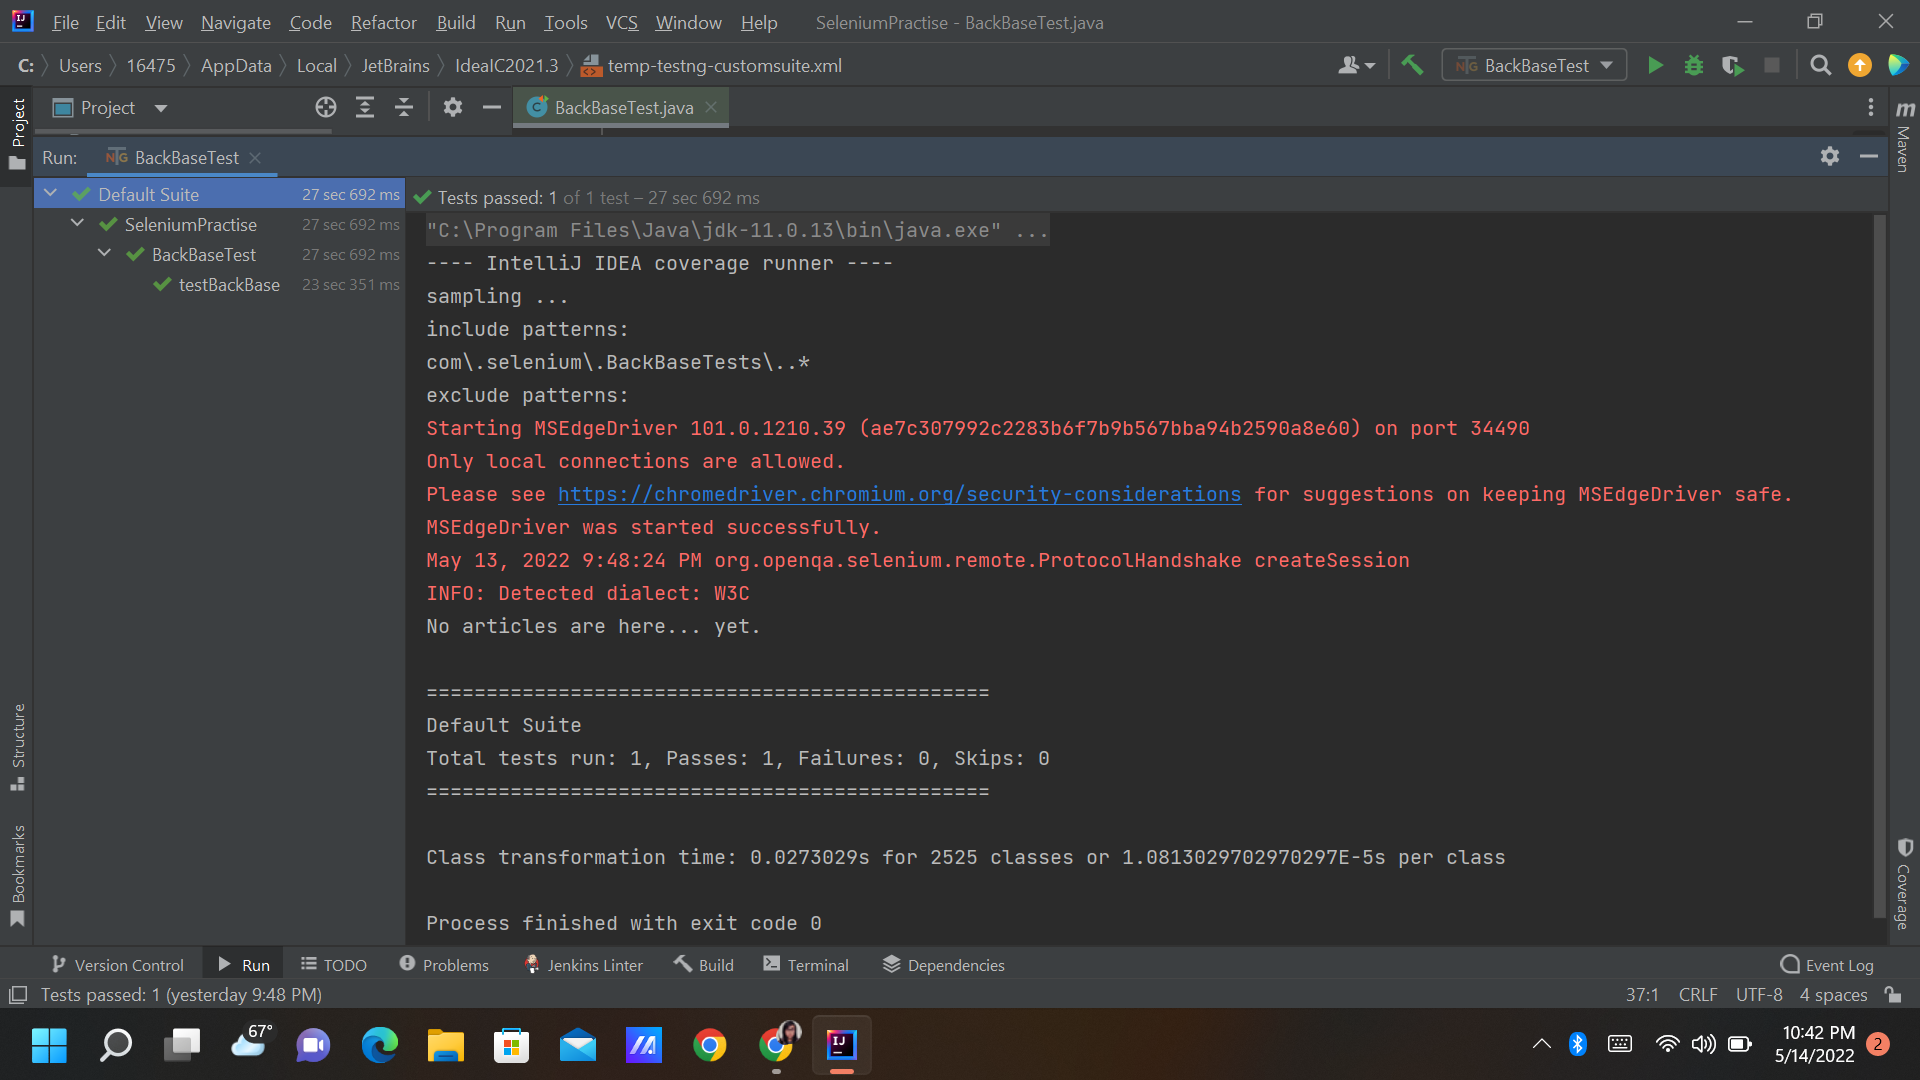 File Edit View Navigate Code Refactor Build Run Tools VCS Window Help SeleniumPractise - BackBaseTest.java
C: Users 16475 AppData Local JetBrains IdeaIC2021.3 temp-testng-customsuite.xml BackBaseTest
Project BackBaseTest.java
Project
Maven
Run: BackBaseTest
Default Suite 27 sec 692 ms
SeleniumPractise 27 sec 692 ms
BackBaseTest 27 sec 692 ms
testBackBase 23 sec 351 ms
Tests passed: 1 of 1 test – 27 sec 692 ms
"C:\Program Files\Java\jdk-11.0.13\bin\java.exe" ...
---- IntelliJ IDEA coverage runner ----
sampling ...
include patterns:
com\.selenium\.BackBaseTests\..*
exclude patterns:
Starting MSEdgeDriver 101.0.1210.39 (ae7c307992c2283b6f7b9b567bba94b2590a8e60) on port 34490
Only local connections are allowed.
Please see https://chromedriver.chromium.org/security-considerations for suggestions on keeping MSEdgeDriver safe.
MSEdgeDriver was started successfully.
May 13, 2022 9:48:24 PM org.openqa.selenium.remote.ProtocolHandshake createSession
INFO: Detected dialect: W3C
No articles are here... yet.
===============================================
Default Suite
Total tests run: 1, Passes: 1, Failures: 0, Skips: 0
===============================================
Class transformation time: 0.0273029s for 2525 classes or 1.0813029702970297E-5s per class
Process finished with exit code 0
Structure
Bookmarks
Coverage
Version Control Run TODO Problems Jenkins Linter Build Terminal Dependencies Event Log
Tests passed: 1 (yesterday 9:48 PM) 37:1 CRLF UTF-8 4 spaces
67°
10:42 PM
5/14/2022
2